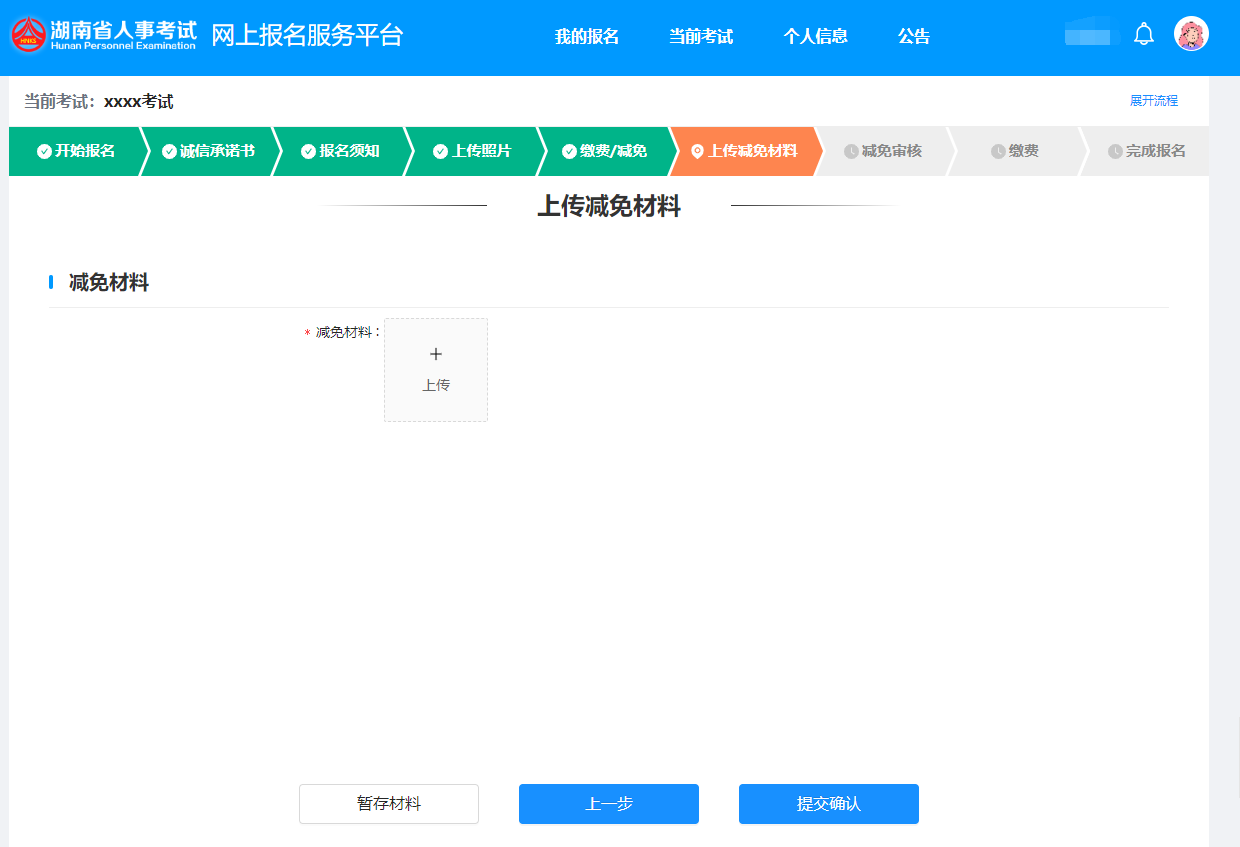 湖南省人事考试 网上报名服务平台 我的报名 当前考试 个人信息 公告
HNKS Hunan Personnel Examination
当前考试：xxxx考试 展开流程
开始报名 诚信承诺书 报名须知 上传照片 缴费/减免 上传减免材料 减免审核 缴费 完成报名
上传减免材料
减免材料
* 减免材料：
+
上传
暂存材料 上一步 提交确认